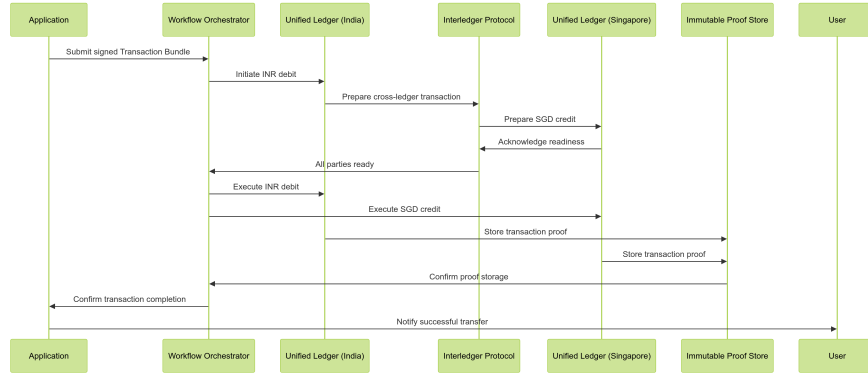 Application
Workflow Orchestrator
Unified Ledger (India)
Interledger Protocol
Unified Ledger (Singapore)
Immutable Proof Store
User
Submit signed Transaction Bundle
Initiate INR debit
Prepare cross-ledger transaction
Prepare SGD credit
Acknowledge readiness
All parties ready
Execute INR debit
Execute SGD credit
Store transaction proof
Store transaction proof
Confirm proof storage
Confirm transaction completion
Notify successful transfer
Application
Workflow Orchestrator
Unified Ledger (India)
Interledger Protocol
Unified Ledger (Singapore)
Immutable Proof Store
User